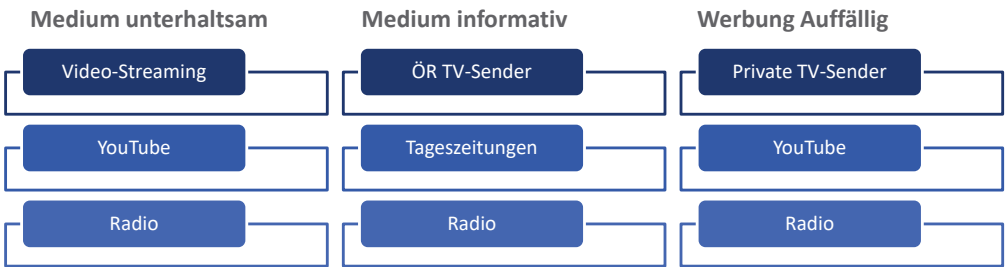 Medium unterhaltsam
Medium informativ
Werbung Auffällig
Video-Streaming
ÖR TV-Sender
Private TV-Sender
YouTube
Tageszeitungen
YouTube
Radio
Radio
Radio